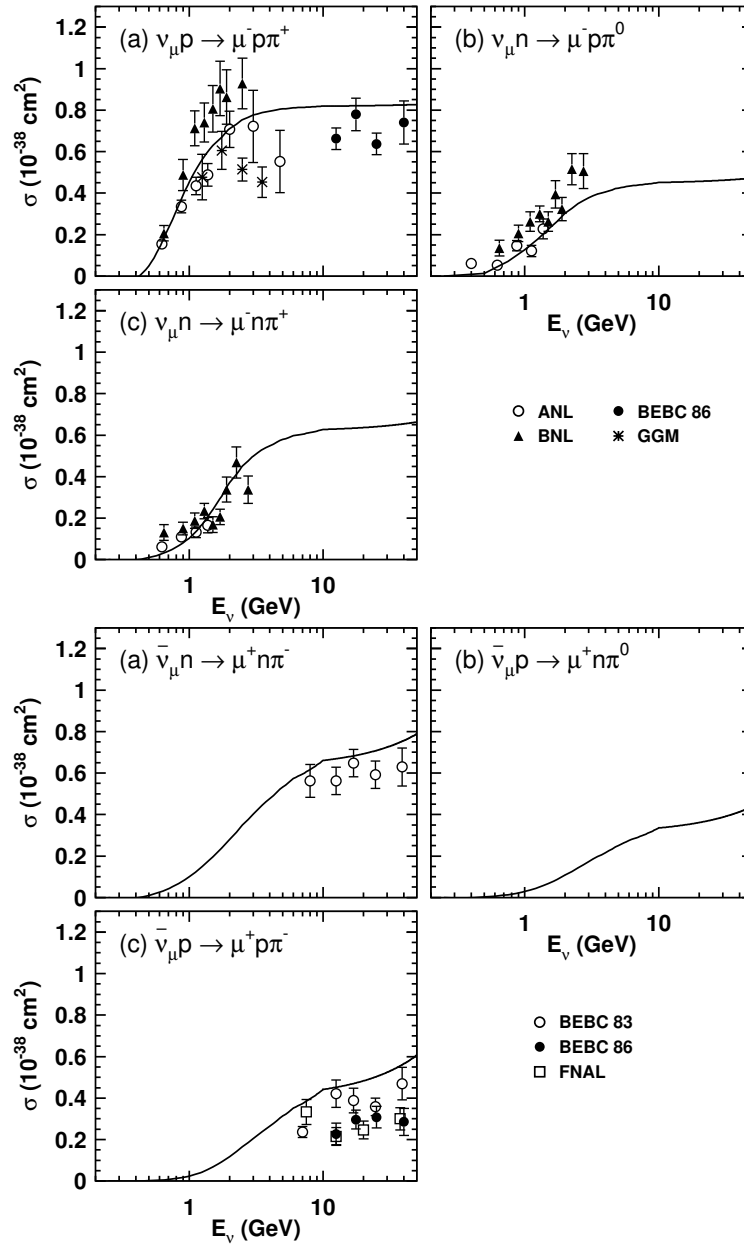 (a) νμp → μ⁻pπ⁺
(b) νμn → μ⁻pπ⁰
σ (10⁻³⁸ cm²)
1.2
1
0.8
0.6
0.4
0.2
0
1
10
Eν (GeV)
(c) νμn → μ⁻nπ⁺
σ (10⁻³⁸ cm²)
1.2
1
0.8
0.6
0.4
0.2
0
1
10
Eν (GeV)
ANL
BEBC 86
BNL
GGM
(a) ν̄μn → μ⁺nπ⁻
(b) ν̄μp → μ⁺nπ⁰
σ (10⁻³⁸ cm²)
1.2
1
0.8
0.6
0.4
0.2
0
1
10
Eν (GeV)
(c) ν̄μp → μ⁺pπ⁻
σ (10⁻³⁸ cm²)
1.2
1
0.8
0.6
0.4
0.2
0
1
10
Eν (GeV)
BEBC 83
BEBC 86
FNAL